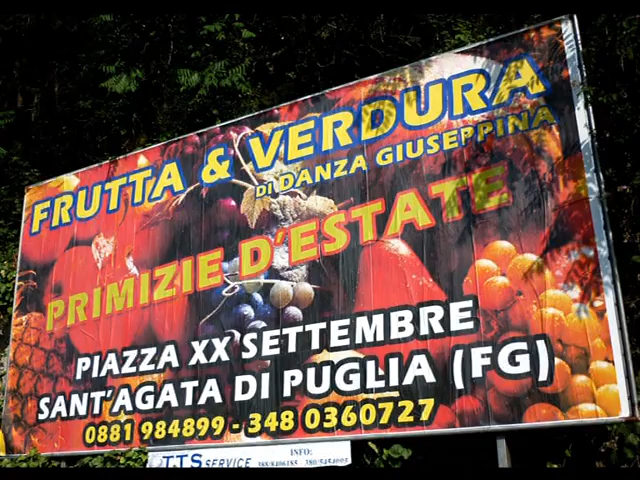 FRUTTA & VERDURA
DI DANZA GIUSEPPINA
PRIMIZIE D'ESTATE
PIAZZA XX SETTEMBRE
SANT'AGATA DI PUGLIA (FG)
0881 984899 - 348 0360727
TTS SERVICE
INFO: